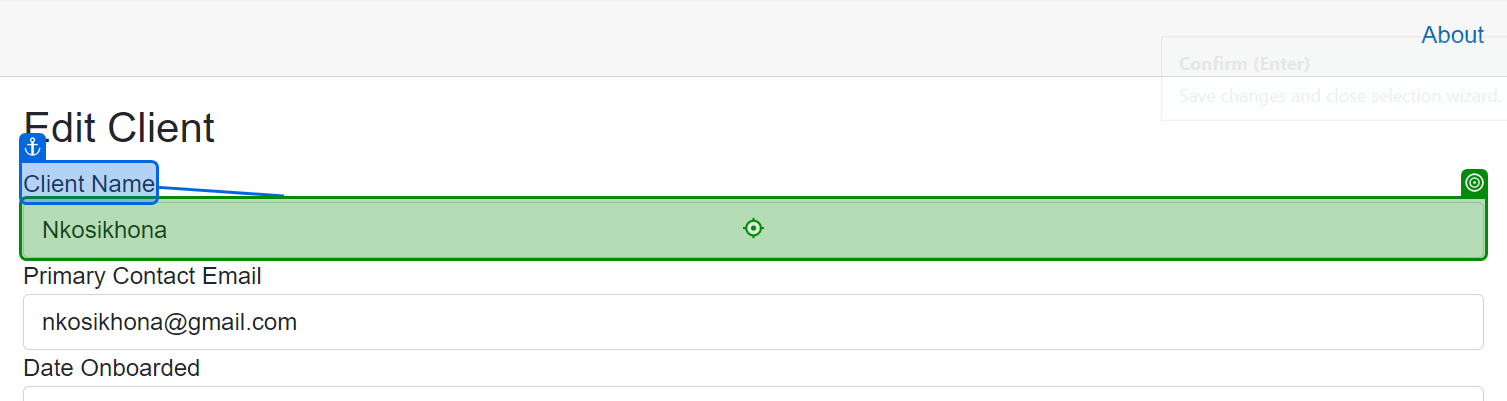 About
Confirm (Enter)
Save changes and close selection wizard.
Edit Client
Client Name
Nkosikhona
Primary Contact Email
nkosikhona@gmail.com
Date Onboarded